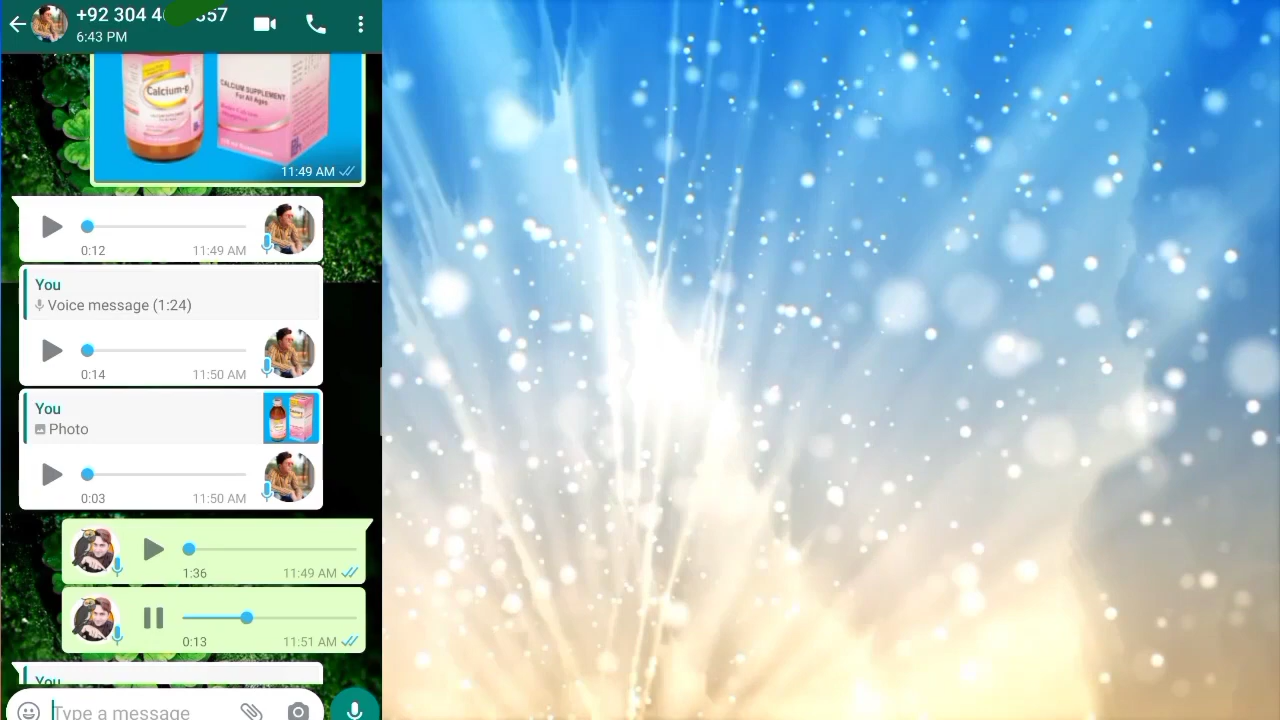 +92 304 4
357
6:43 PM
Calcium-P
CALCIUM SUPPLEMENT
For All Ages
11:49 AM
0:12
11:49 AM
You
Voice message (1:24)
0:14
11:50 AM
You
Photo
0:03
11:50 AM
1:36
11:49 AM
0:13
11:51 AM
You
Type a message